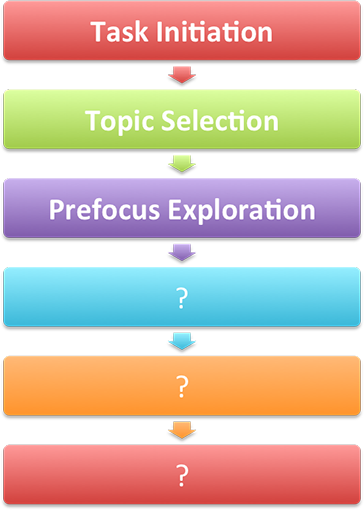 Task Initiation
Topic Selection
Prefocus Exploration
?
?
?